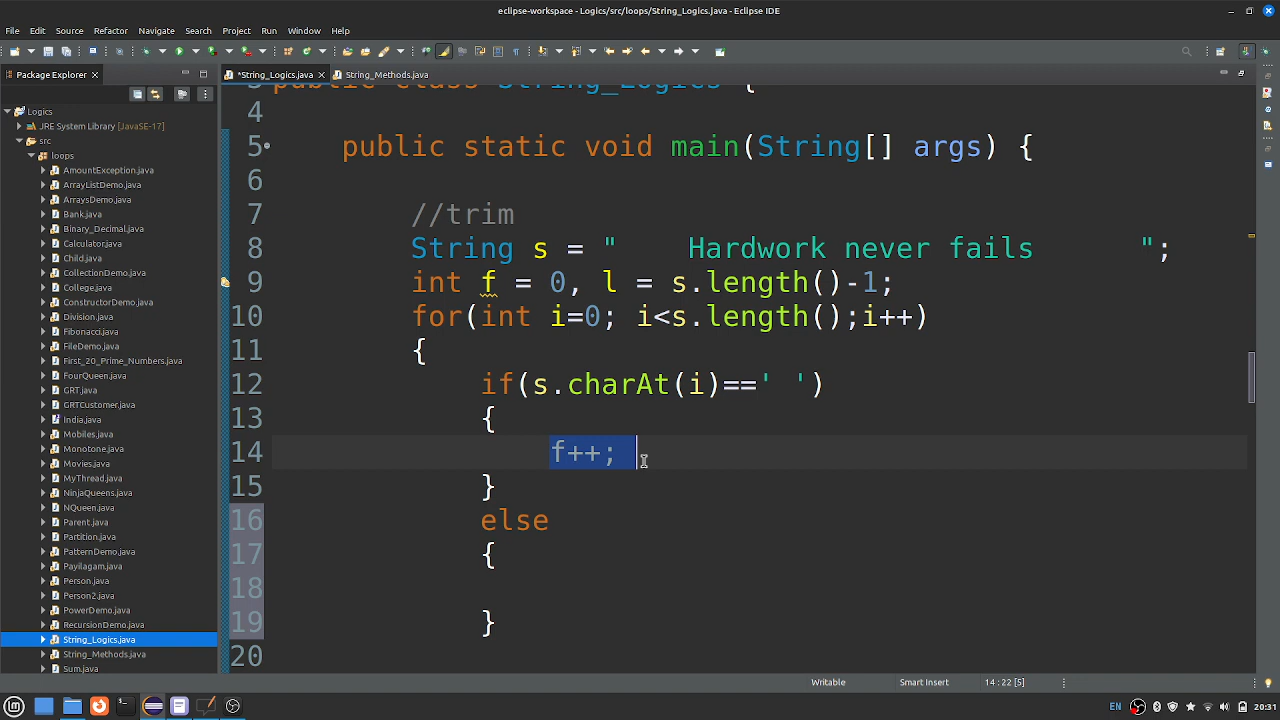 eclipse-workspace - Logics/src/loops/String_Logics.java - Eclipse IDE
File Edit Source Refactor Navigate Search Project Run Window Help
Package Explorer
*String_Logics.java
String_Methods.java
Logics
JRE System Library [JavaSE-17]
src
loops
AmountException.java
ArrayListDemo.java
ArraysDemo.java
Bank.java
Binary_Decimal.java
Calculator.java
Child.java
CollectionDemo.java
College.java
ConstructorDemo.java
Division.java
Fibonacci.java
FileDemo.java
First_20_Prime_Numbers.java
FourQueen.java
GRT.java
GRTCustomer.java
India.java
Mobiles.java
Monotone.java
Movies.java
MyThread.java
NinjaQueens.java
NQueen.java
Parent.java
Partition.java
PatternDemo.java
Payilagam.java
Person.java
Person2.java
PowerDemo.java
RecursionDemo.java
String_Logics.java
String_Methods.java
Sum.java
public class String_Logics {
4
5 public static void main(String[] args) {
6
7 //trim
8 String s = "    Hardwork never fails      ";
9 int f = 0, l = s.length()-1;
10 for(int i=0; i<s.length();i++)
11 {
12 if(s.charAt(i)==' ')
13 {
14 f++;
15 }
16 else
17 {
18
19 }
20
Writable Smart Insert 14 : 22 [5]
EN 20:31